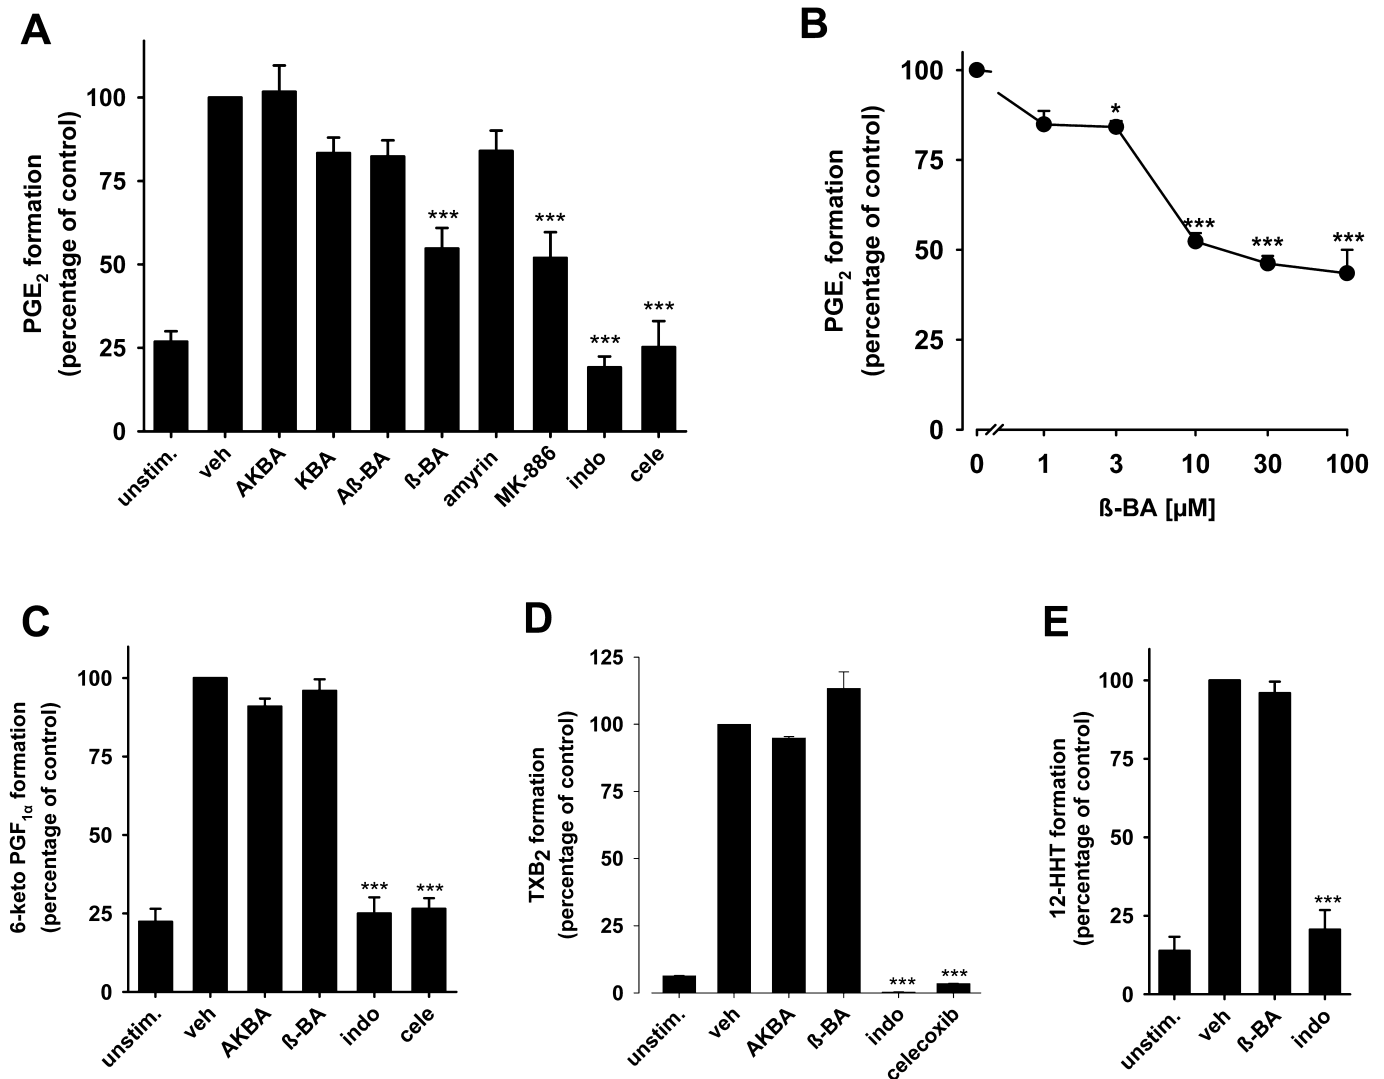 A
PGE2 formation
(percentage of control)
100
75
50
25
0
***
***
***
***
unstim.
veh
AKBA
KBA
Aß-BA
ß-BA
amyrin
MK-886
indo
cele
B
PGE2 formation
(percentage of control)
100
75
50
25
0
*
***
***
***
0 1 3 10 30 100
ß-BA [µM]
C
6-keto PGF1α formation
(percentage of control)
100
75
50
25
0
***
***
unstim.
veh
AKBA
ß-BA
indo
cele
D
TXB2 formation
(percentage of control)
125
100
75
50
25
0
***
***
unstim.
veh
AKBA
ß-BA
indo
celecoxib
E
12-HHT formation
(percentage of control)
100
75
50
25
0
***
unstim.
veh
ß-BA
indo